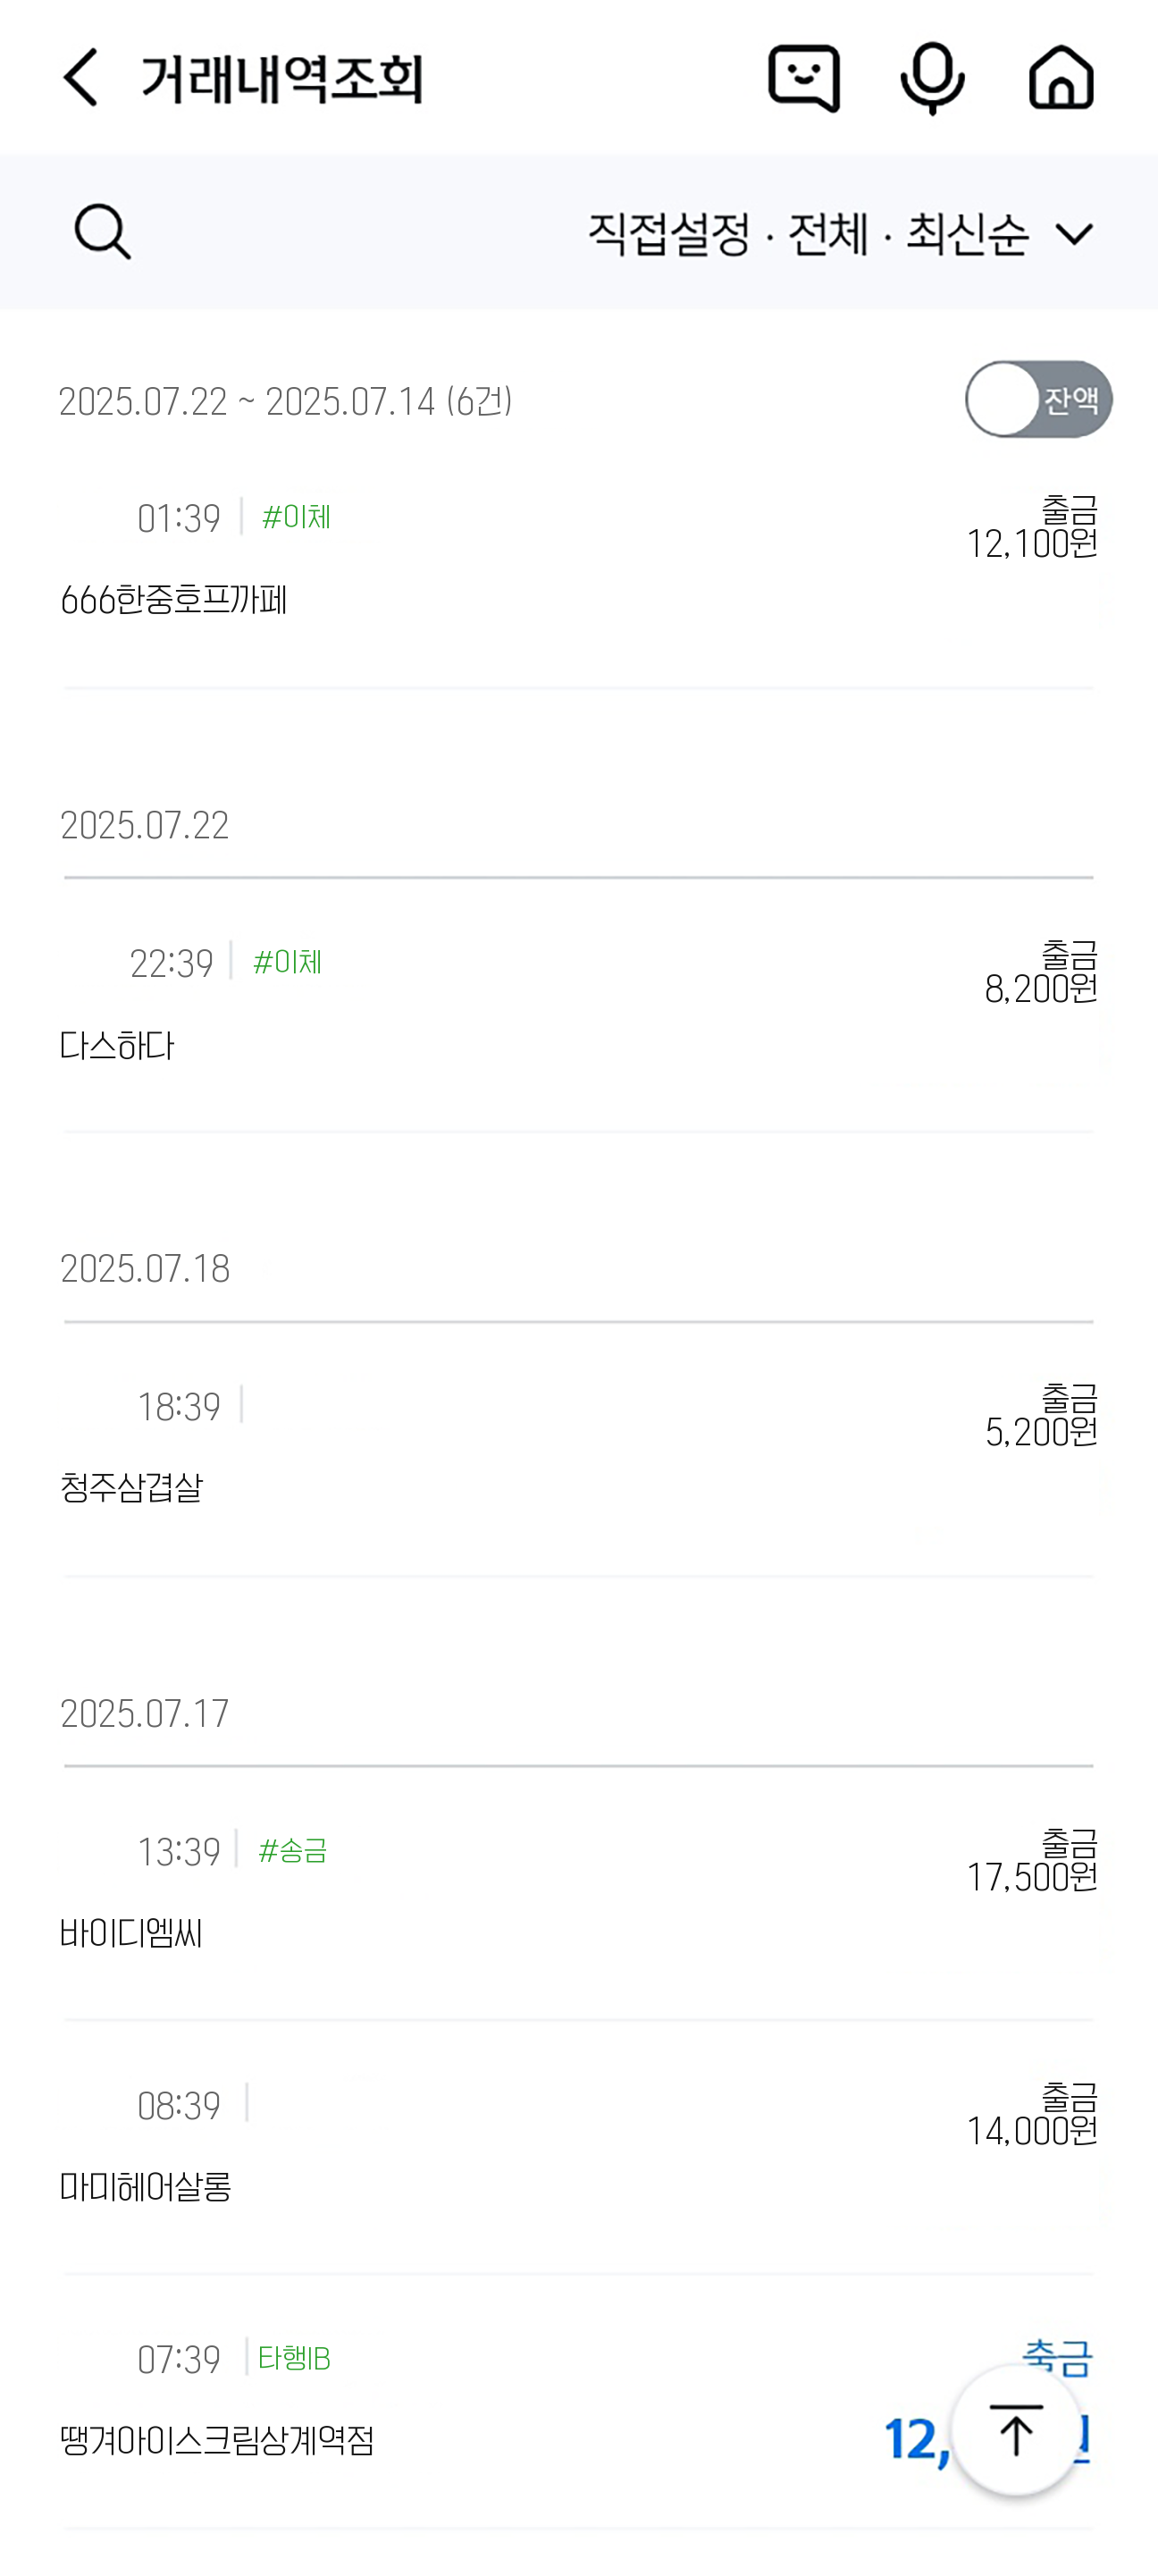 거래내역조회
직접설정 · 전체 · 최신순
2025.07.22 ~ 2025.07.14 (6건)
잔액
01:39 #이체
출금
12,100원
666한중호프까페
2025.07.22
22:39 #이체
출금
8,200원
다스하다
2025.07.18
18:39
출금
5,200원
청주삼겹살
2025.07.17
13:39 #송금
출금
17,500원
바이디엠씨
08:39
출금
14,000원
마미헤어살롱
07:39 타행IB
땡겨아이스크림상계역점
12,